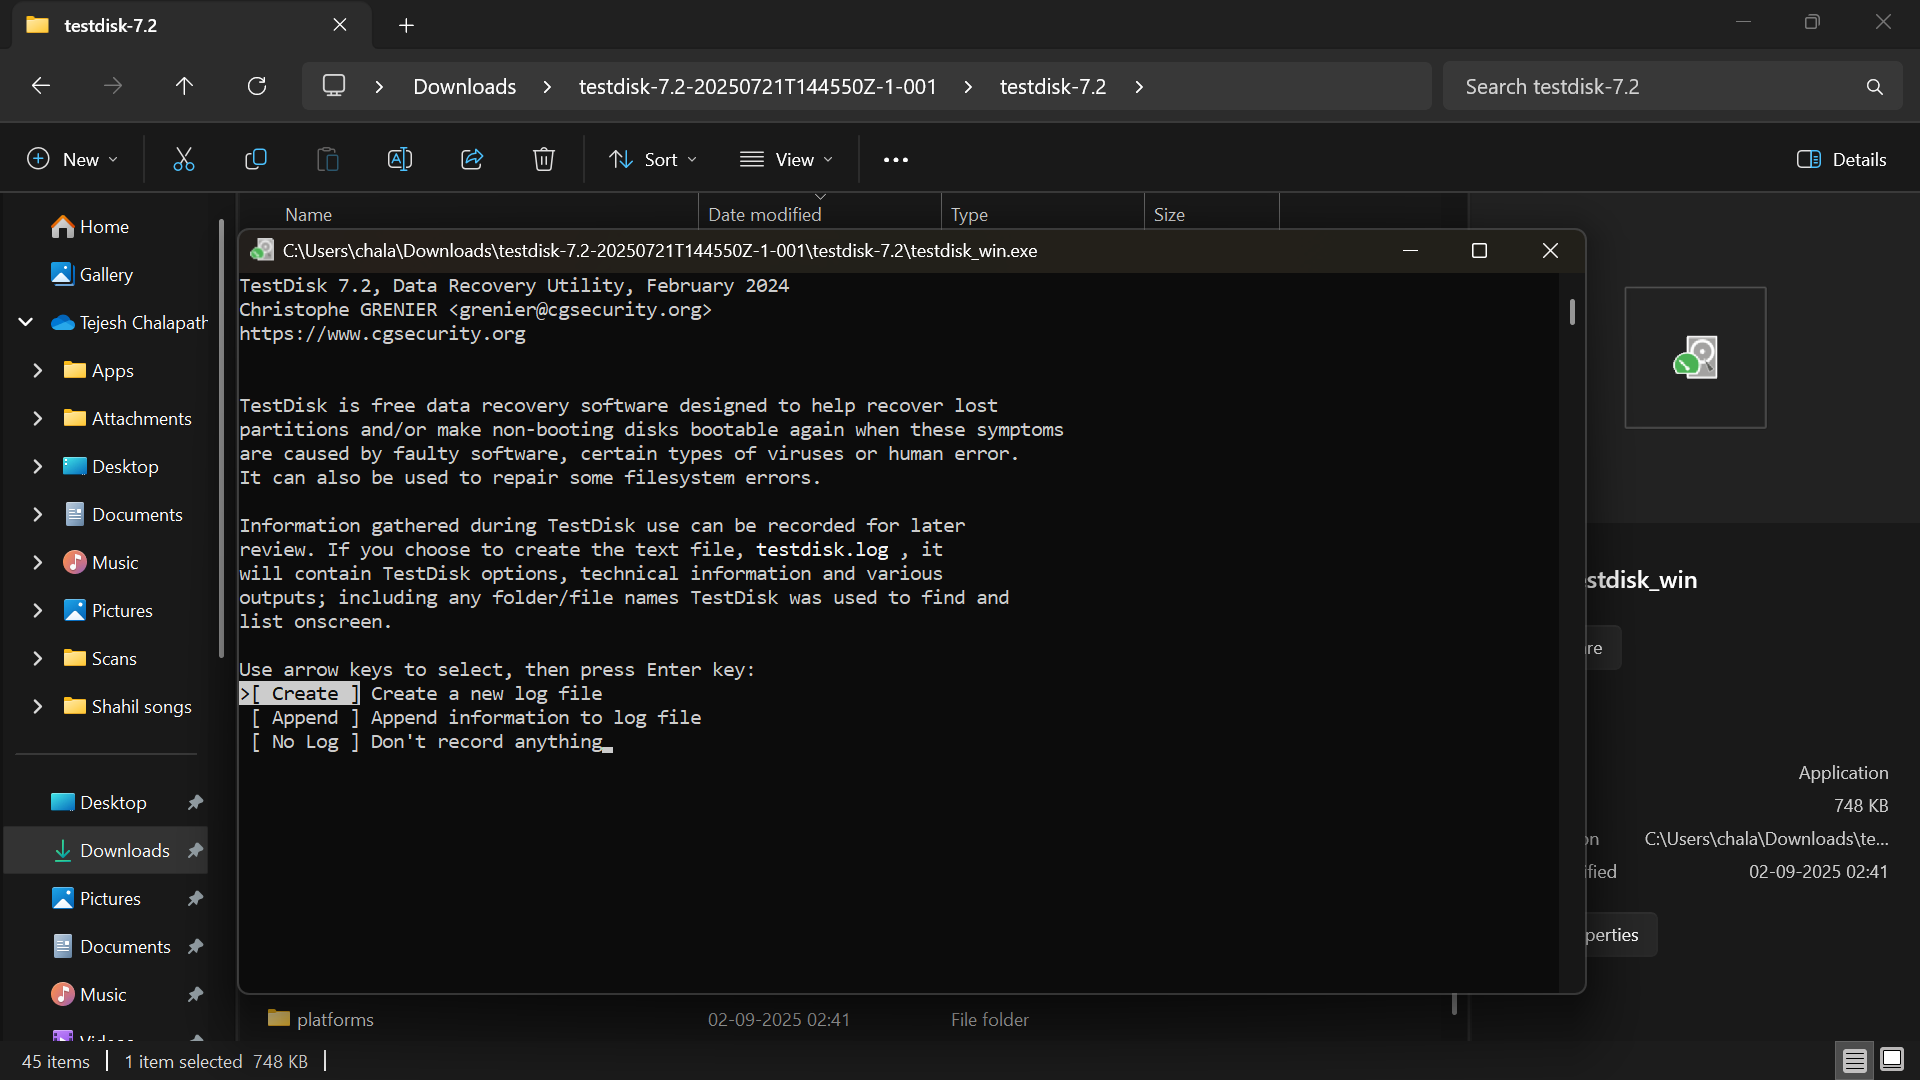 testdisk-7.2
Downloads
testdisk-7.2-20250721T144550Z-1-001
testdisk-7.2
Search testdisk-7.2
New
Sort
View
Details
Name
Date modified
Type
Size
Home
Gallery
Tejesh Chalapath
Apps
Attachments
Desktop
Documents
Music
Pictures
Scans
Shahil songs
Desktop
Downloads
Pictures
Documents
Music
C:\Users\chala\Downloads\testdisk-7.2-20250721T144550Z-1-001\testdisk-7.2\testdisk_win.exe
TestDisk 7.2, Data Recovery Utility, February 2024
Christophe GRENIER <grenier@cgsecurity.org>
https://www.cgsecurity.org
TestDisk is free data recovery software designed to help recover lost
partitions and/or make non-booting disks bootable again when these symptoms
are caused by faulty software, certain types of viruses or human error.
It can also be used to repair some filesystem errors.
Information gathered during TestDisk use can be recorded for later
review. If you choose to create the text file, testdisk.log , it
will contain TestDisk options, technical information and various
outputs; including any folder/file names TestDisk was used to find and
list onscreen.
Use arrow keys to select, then press Enter key:
>[ Create ] Create a new log file
[ Append ] Append information to log file
[ No Log ] Don't record anything_
stdisk_win
re
Application
748 KB
on C:\Users\chala\Downloads\te...
ified 02-09-2025 02:41
perties
platforms 02-09-2025 02:41 File folder
45 items
1 item selected 748 KB